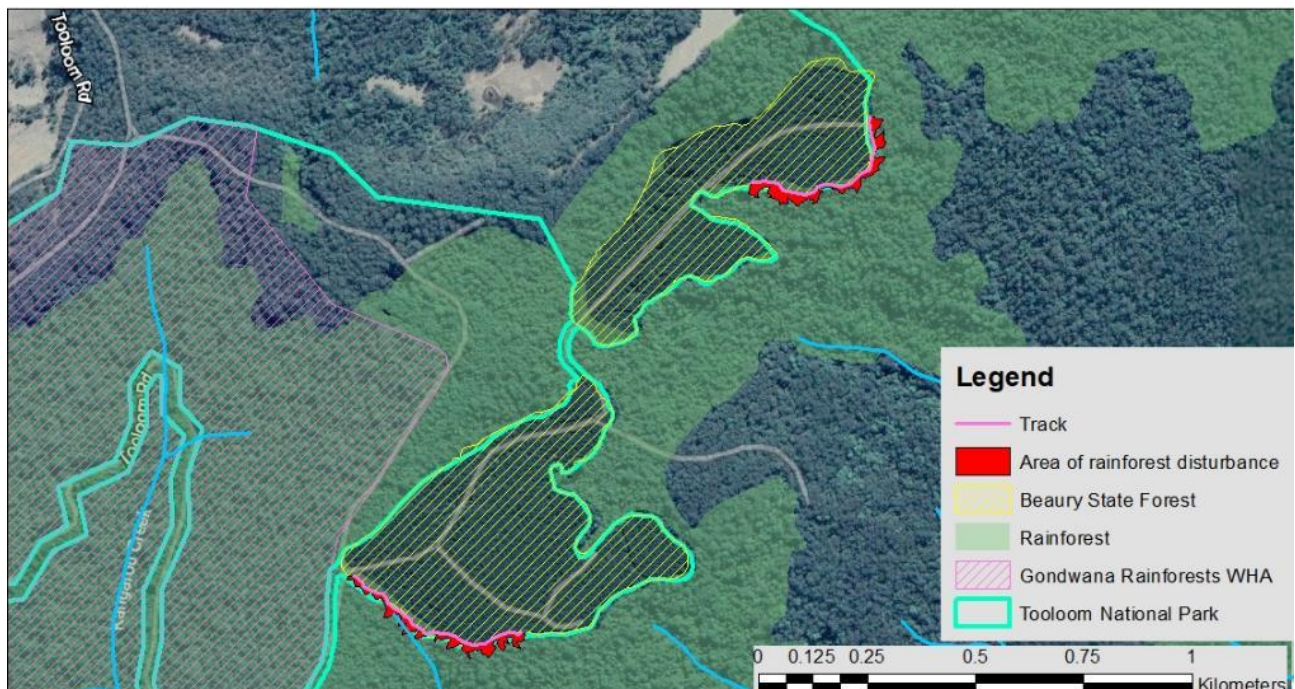 Tooloom Rd
Tooloom Rd
Kangaroo Creek
Legend
Track
Area of rainforest disturbance
Beaury State Forest
Rainforest
Gondwana Rainforests WHA
Tooloom National Park
0 0.125 0.25 0.5 0.75 1
Kilometers